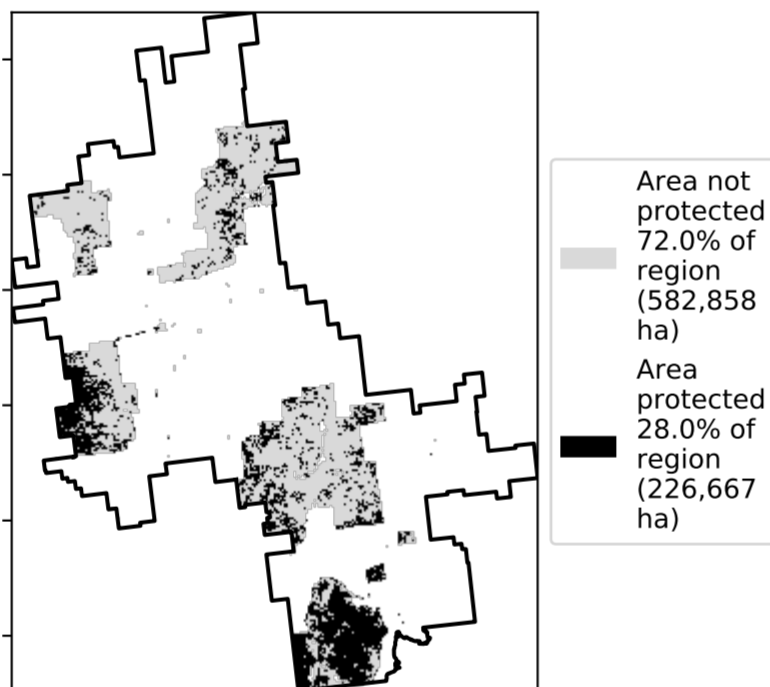 Area not
protected
72.0% of
region
(582,858
ha)
Area
protected
28.0% of
region
(226,667
ha)